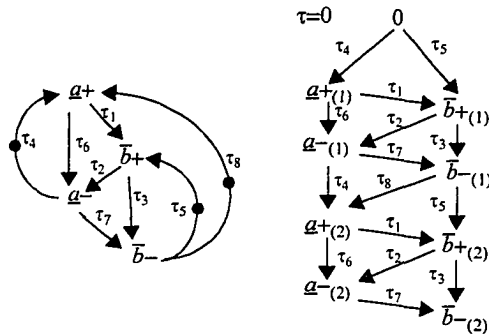 τ=0
0
τ4
τ5
a+
τ1
a+(1)
τ1
b̅+(1)
τ4
τ6
b̅+
τ8
τ6
τ2
τ3
τ2
a-(1)
τ7
b̅-(1)
a-
τ3
τ5
τ4
τ8
τ5
τ7
a+(2)
τ1
b̅+(2)
b̅-
τ6
τ2
τ3
a-(2)
τ7
b̅-(2)